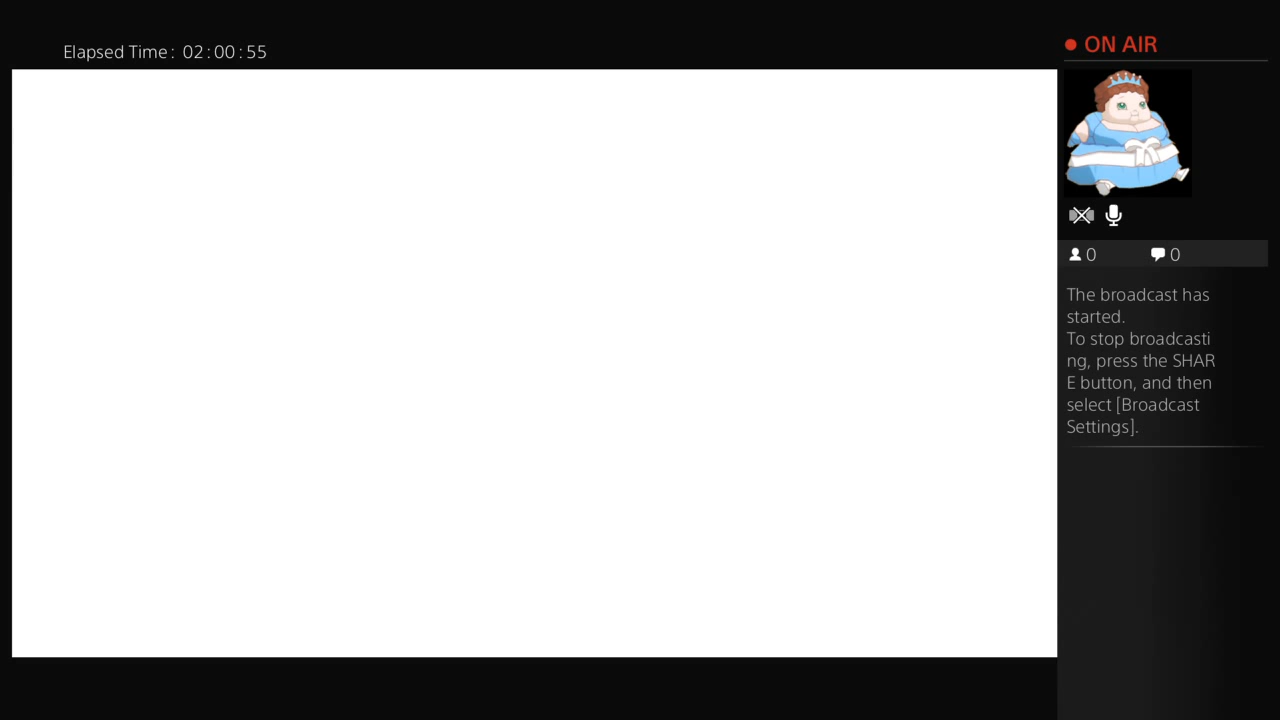 Elapsed Time: 02:00:55
ON AIR
0 0
The broadcast has
started.
To stop broadcasti
ng, press the SHAR
E button, and then
select [Broadcast
Settings].